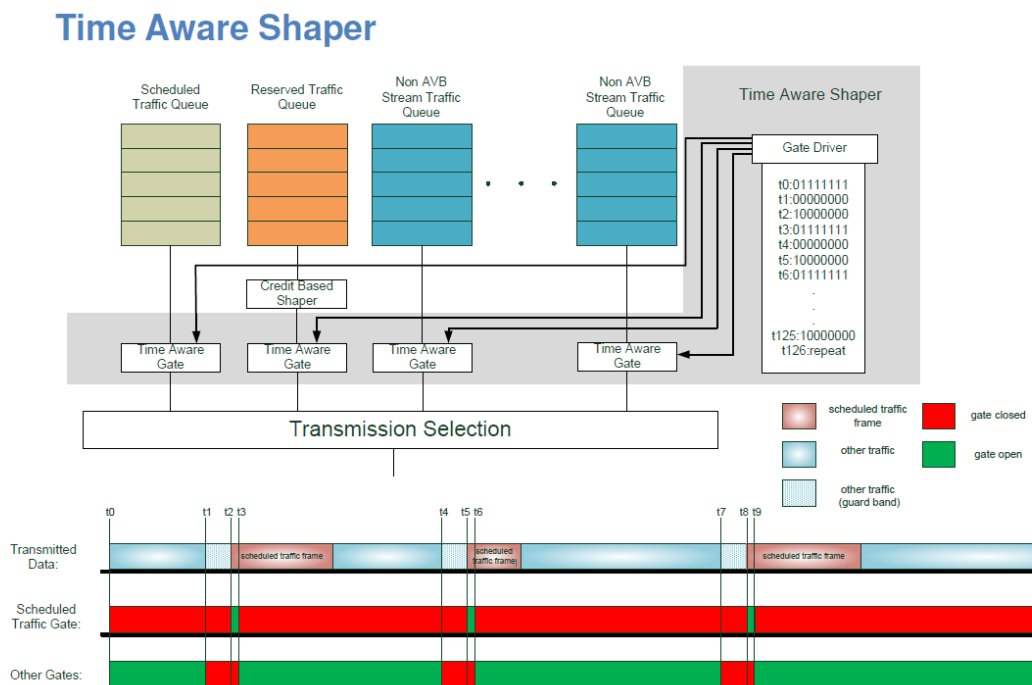 Time Aware Shaper
Scheduled
Traffic Queue
Reserved Traffic
Queue
Non AVB
Stream Traffic
Queue
Non AVB
Stream Traffic
Queue
Time Aware Shaper
Gate Driver
t0:01111111
t1:00000000
t2:10000000
t3:01111111
t4:00000000
t5:10000000
t6:01111111
.
.
.
t125:10000000
t126:repeat
Credit Based
Shaper
Time Aware
Gate
Time Aware
Gate
Time Aware
Gate
Time Aware
Gate
Transmission Selection
scheduled traffic
frame
gate closed
other traffic
gate open
other traffic
(guard band)
t0 t1 t2 t3 t4 t5 t6 t7 t8 t9
Transmitted
Data:
scheduled traffic frame
scheduled
traffic frame
scheduled traffic frame
Scheduled
Traffic Gate:
Other Gates: